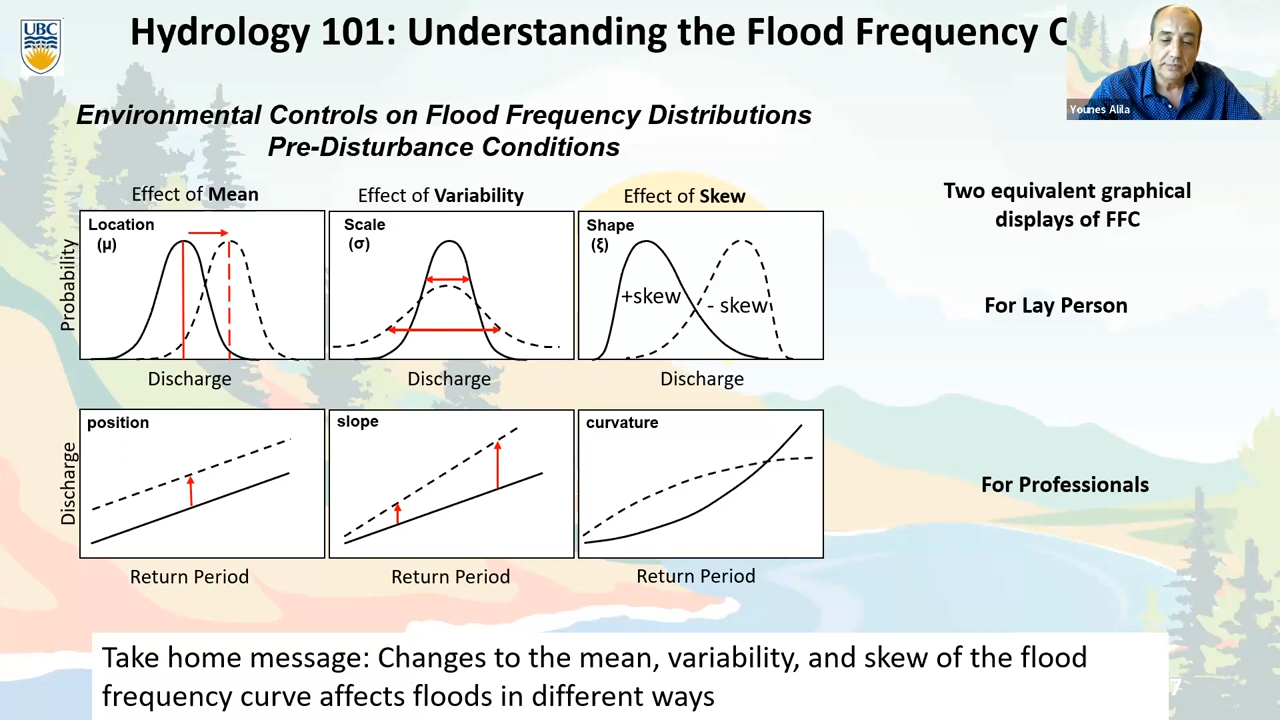 UBC
Hydrology 101: Understanding the Flood Frequency C
Younes Alila
Environmental Controls on Flood Frequency Distributions
Pre-Disturbance Conditions
Effect of Mean
Effect of Variability
Effect of Skew
Location
(μ)
Scale
(σ)
Shape
(ξ)
+skew
- skew
Probability
Discharge
Discharge
Discharge
position
slope
curvature
Discharge
Return Period
Return Period
Return Period
Two equivalent graphical
displays of FFC
For Lay Person
For Professionals
Take home message: Changes to the mean, variability, and skew of the flood
frequency curve affects floods in different ways
7